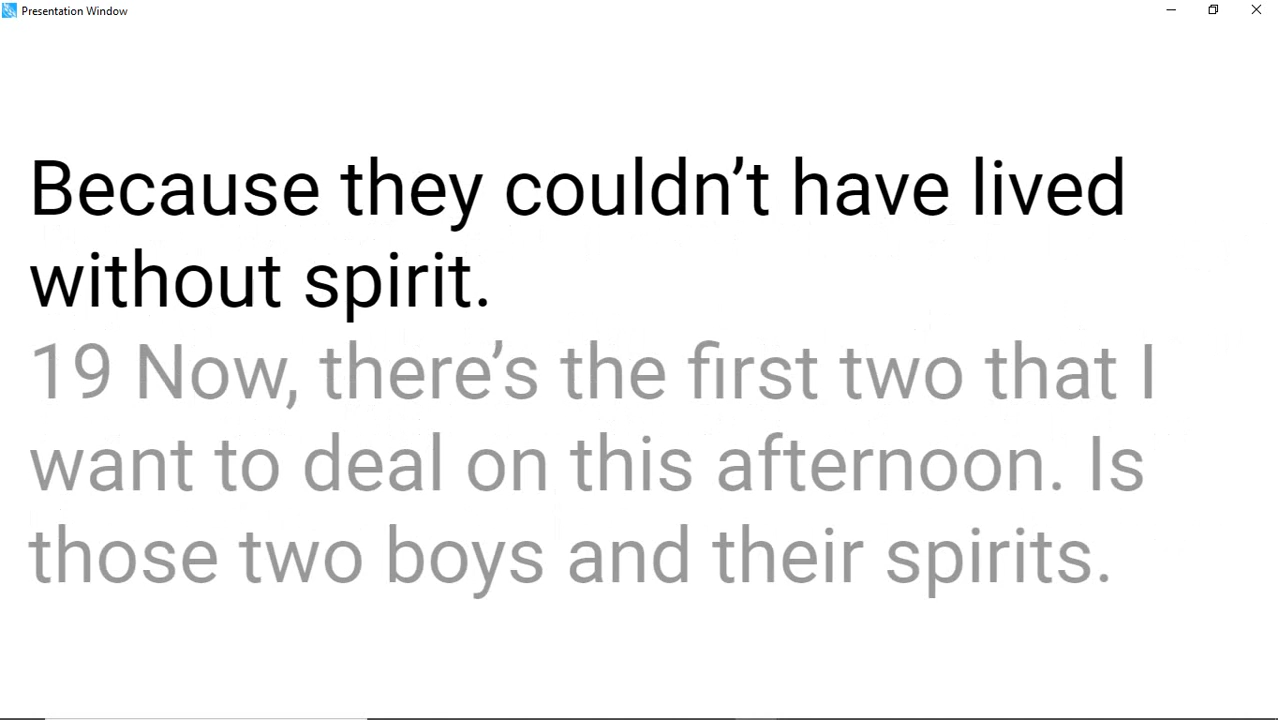 Presentation Window
Because they couldn’t have lived
without spirit.
19 Now, there’s the first two that I
want to deal on this afternoon. Is
those two boys and their spirits.